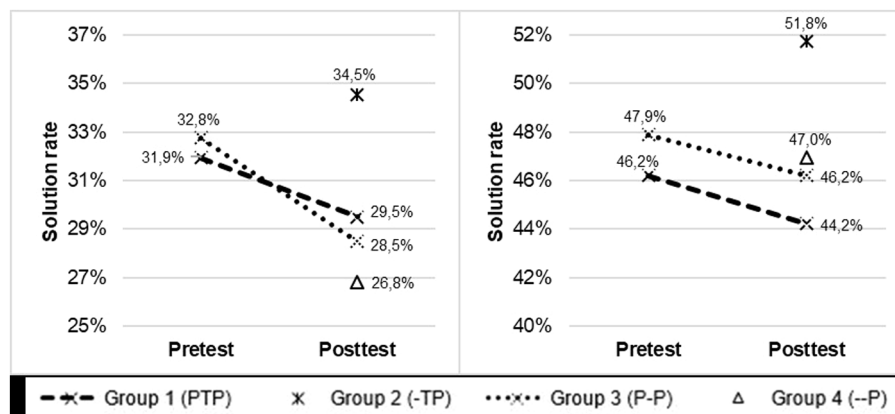 37%
35%
33%
31%
29%
27%
25%
Solution rate
32,8%
31,9%
34,5%
29,5%
28,5%
26,8%
Pretest
Posttest
52%
50%
48%
46%
44%
42%
40%
Solution rate
47,9%
46,2%
51,8%
47,0%
46,2%
44,2%
Pretest
Posttest
Group 1 (PTP)
Group 2 (-TP)
Group 3 (P-P)
Group 4 (--P)